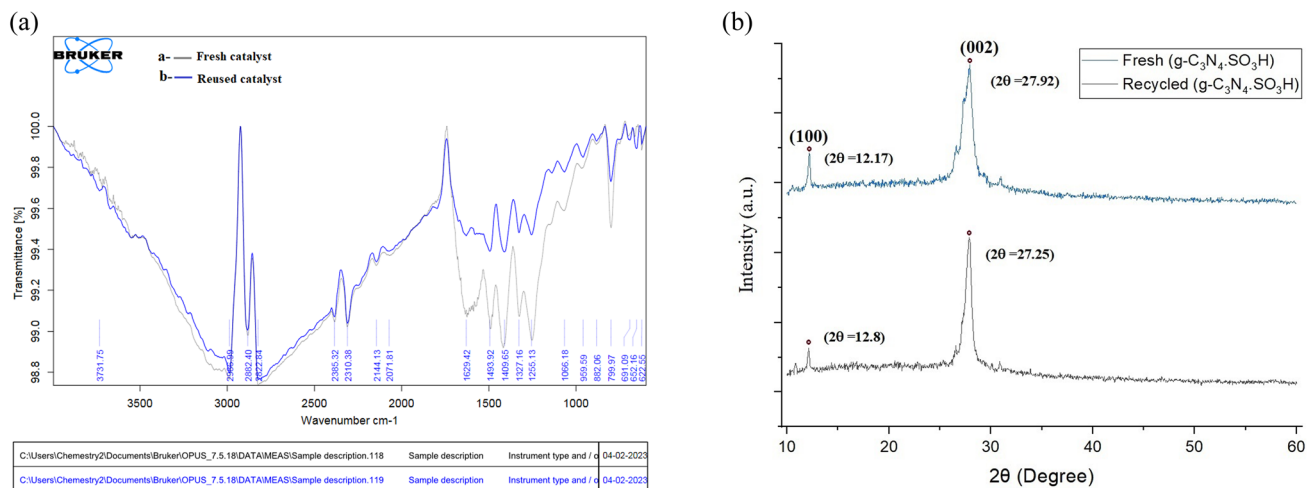 (a)
BRUKER
a- Fresh catalyst
b- Reused catalyst
Transmittance [%]
100.0
99.8
99.6
99.4
99.2
99.0
98.8
3731.75
2882.40
2822.84
2385.32
2310.38
2144.13
2071.81
1629.42
1493.92
1409.65
1327.16
1255.13
1066.18
959.59
882.06
799.97
691.09
652.16
622.55
3500
3000
2500
2000
1500
1000
Wavenumber cm-1
C:\Users\Chemestry2\Documents\Bruker\OPUS_7.5.18\DATA\MEAS\Sample description.118 Sample description Instrument type and / o 04-02-2023
C:\Users\Chemestry2\Documents\Bruker\OPUS_7.5.18\DATA\MEAS\Sample description.119 Sample description Instrument type and / o 04-02-2023
(b)
Fresh (g-C₃N₄.SO₃H)
Recycled (g-C₃N₄.SO₃H)
(002)
(2θ =27.92)
(100)
(2θ =12.17)
(2θ =27.25)
(2θ =12.8)
Intensity (a.u.)
10
20
30
40
50
60
2θ (Degree)